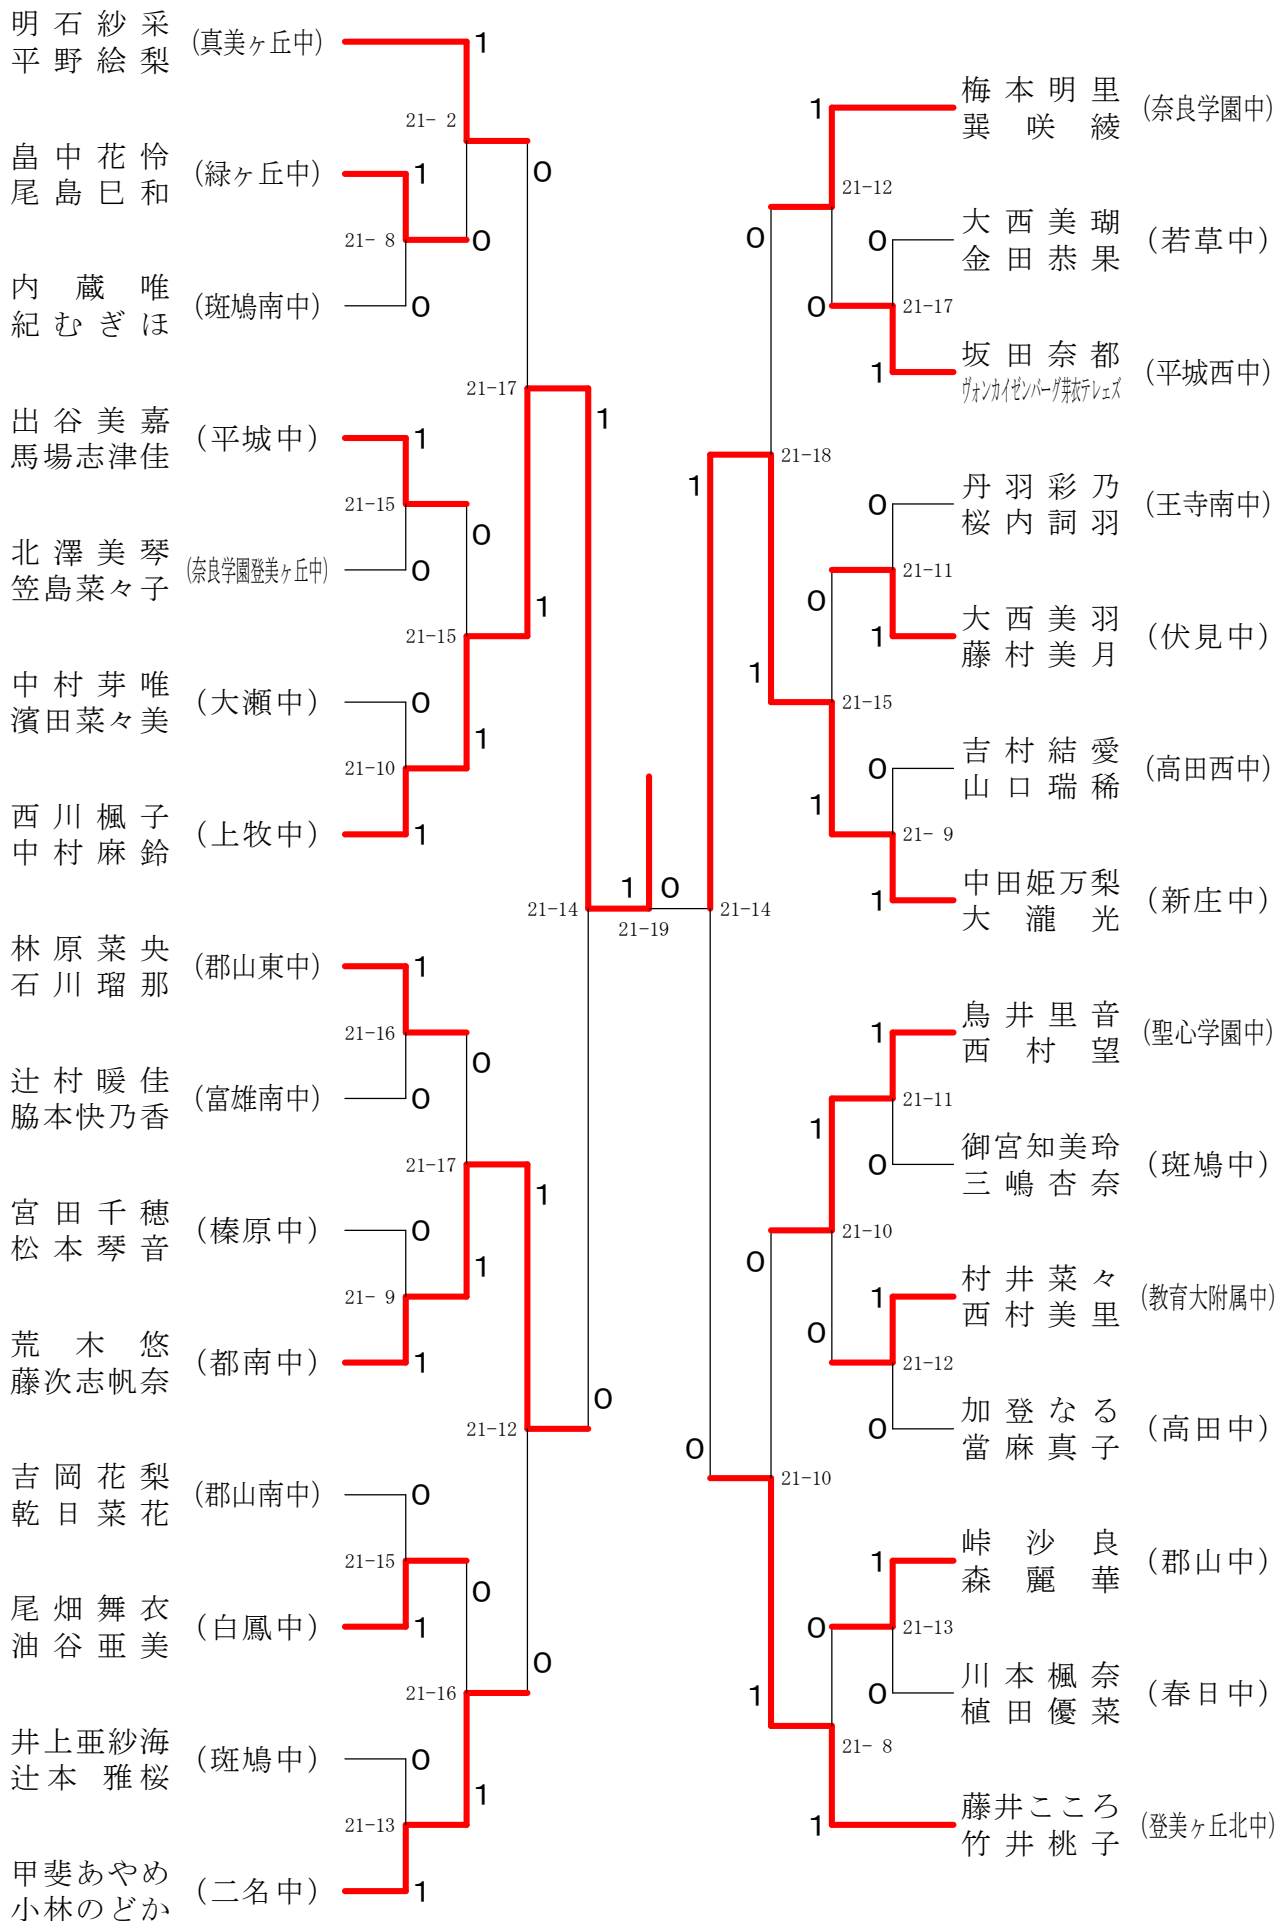 明石紗采
平野絵梨
(真美ヶ丘中)
1
21- 2
畠中花怜
尾島巳和
(緑ヶ丘中)
1
0
21- 8
0
内蔵唯
紀むぎほ
(斑鳩南中)
0
21-17
1
出谷美嘉
馬場志津佳
(平城中)
1
21-15
0
北澤美琴
笠島菜々子
(奈良学園登美ヶ丘中)
0
1
21-15
中村芽唯
濱田菜々美
(大瀬中)
0
1
21-10
西川楓子
中村麻鈴
(上牧中)
1
21-14
林原菜央
石川瑠那
(郡山東中)
1
21-16
0
辻村暖佳
脇本快乃香
(富雄南中)
0
21-17
1
宮田千穂
松本琴音
(榛原中)
0
1
21- 9
荒木悠
藤次志帆奈
(都南中)
1
0
21-12
吉岡花梨
乾日菜花
(郡山南中)
0
21-15
0
尾畑舞衣
油谷亜美
(白鳳中)
1
0
21-16
井上亜紗海
辻本雅桜
(斑鳩中)
0
1
21-13
甲斐あやめ
小林のどか
(二名中)
1
1
0
21-19
梅本明里
巽咲綾
(奈良学園中)
1
21-12
0
大西美瑚
金田恭果
(若草中)
0
0
21-17
坂田奈都
ヴォンカイゼンバーグ芽衣テレェズ
(平城西中)
1
21-18
1
丹羽彩乃
桜内詞羽
(王寺南中)
0
21-11
0
大西美羽
藤村美月
(伏見中)
1
1
21-15
吉村結愛
山口瑞稀
(高田西中)
0
1
21- 9
中田姫万梨
大瀧光
(新庄中)
1
21-14
鳥井里音
西村望
(聖心学園中)
1
21-11
1
御宮知美玲
三嶋杏奈
(斑鳩中)
0
21-10
0
村井菜々
西村美里
(教育大附属中)
1
0
21-12
加登なる
當麻真子
(高田中)
0
0
21-10
峠沙良
森麗華
(郡山中)
1
0
21-13
川本楓奈
植田優菜
(春日中)
0
1
21- 8
藤井こころ
竹井桃子
(登美ヶ丘北中)
1